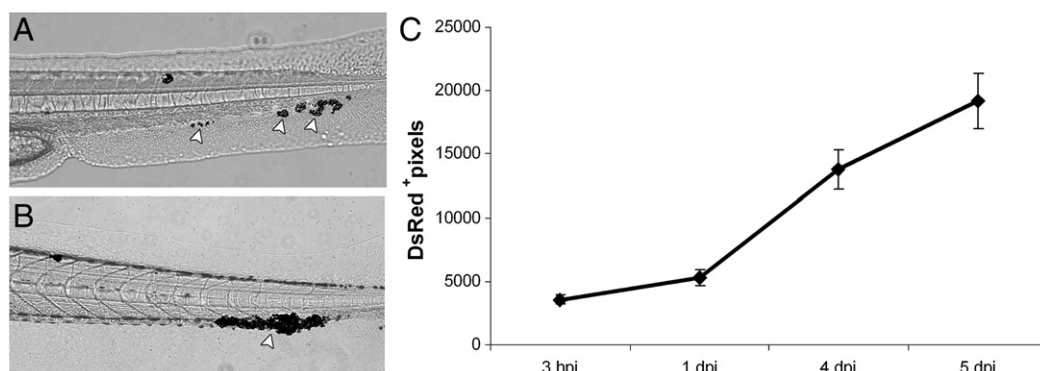 A
B
C
25000
20000
15000
10000
5000
0
DsRed +pixels
3 hpi
1 dpi
4 dpi
5 dpi